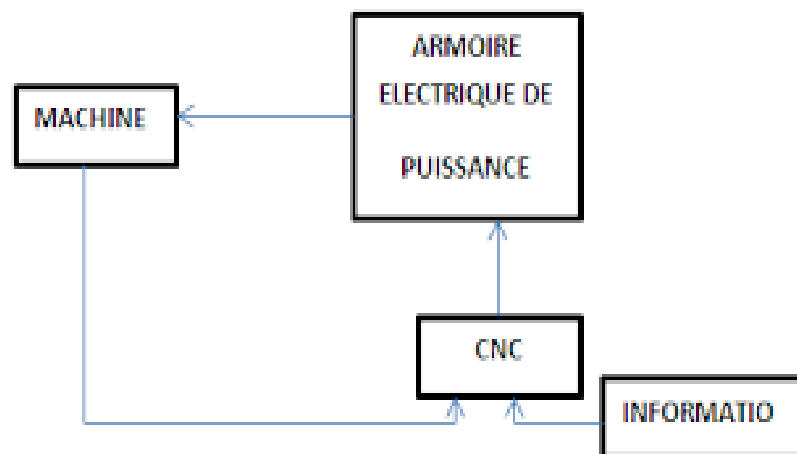 ARMOIRE
ELECTRIQUE DE
PUISSANCE
MACHINE
CNC
INFORMATIO